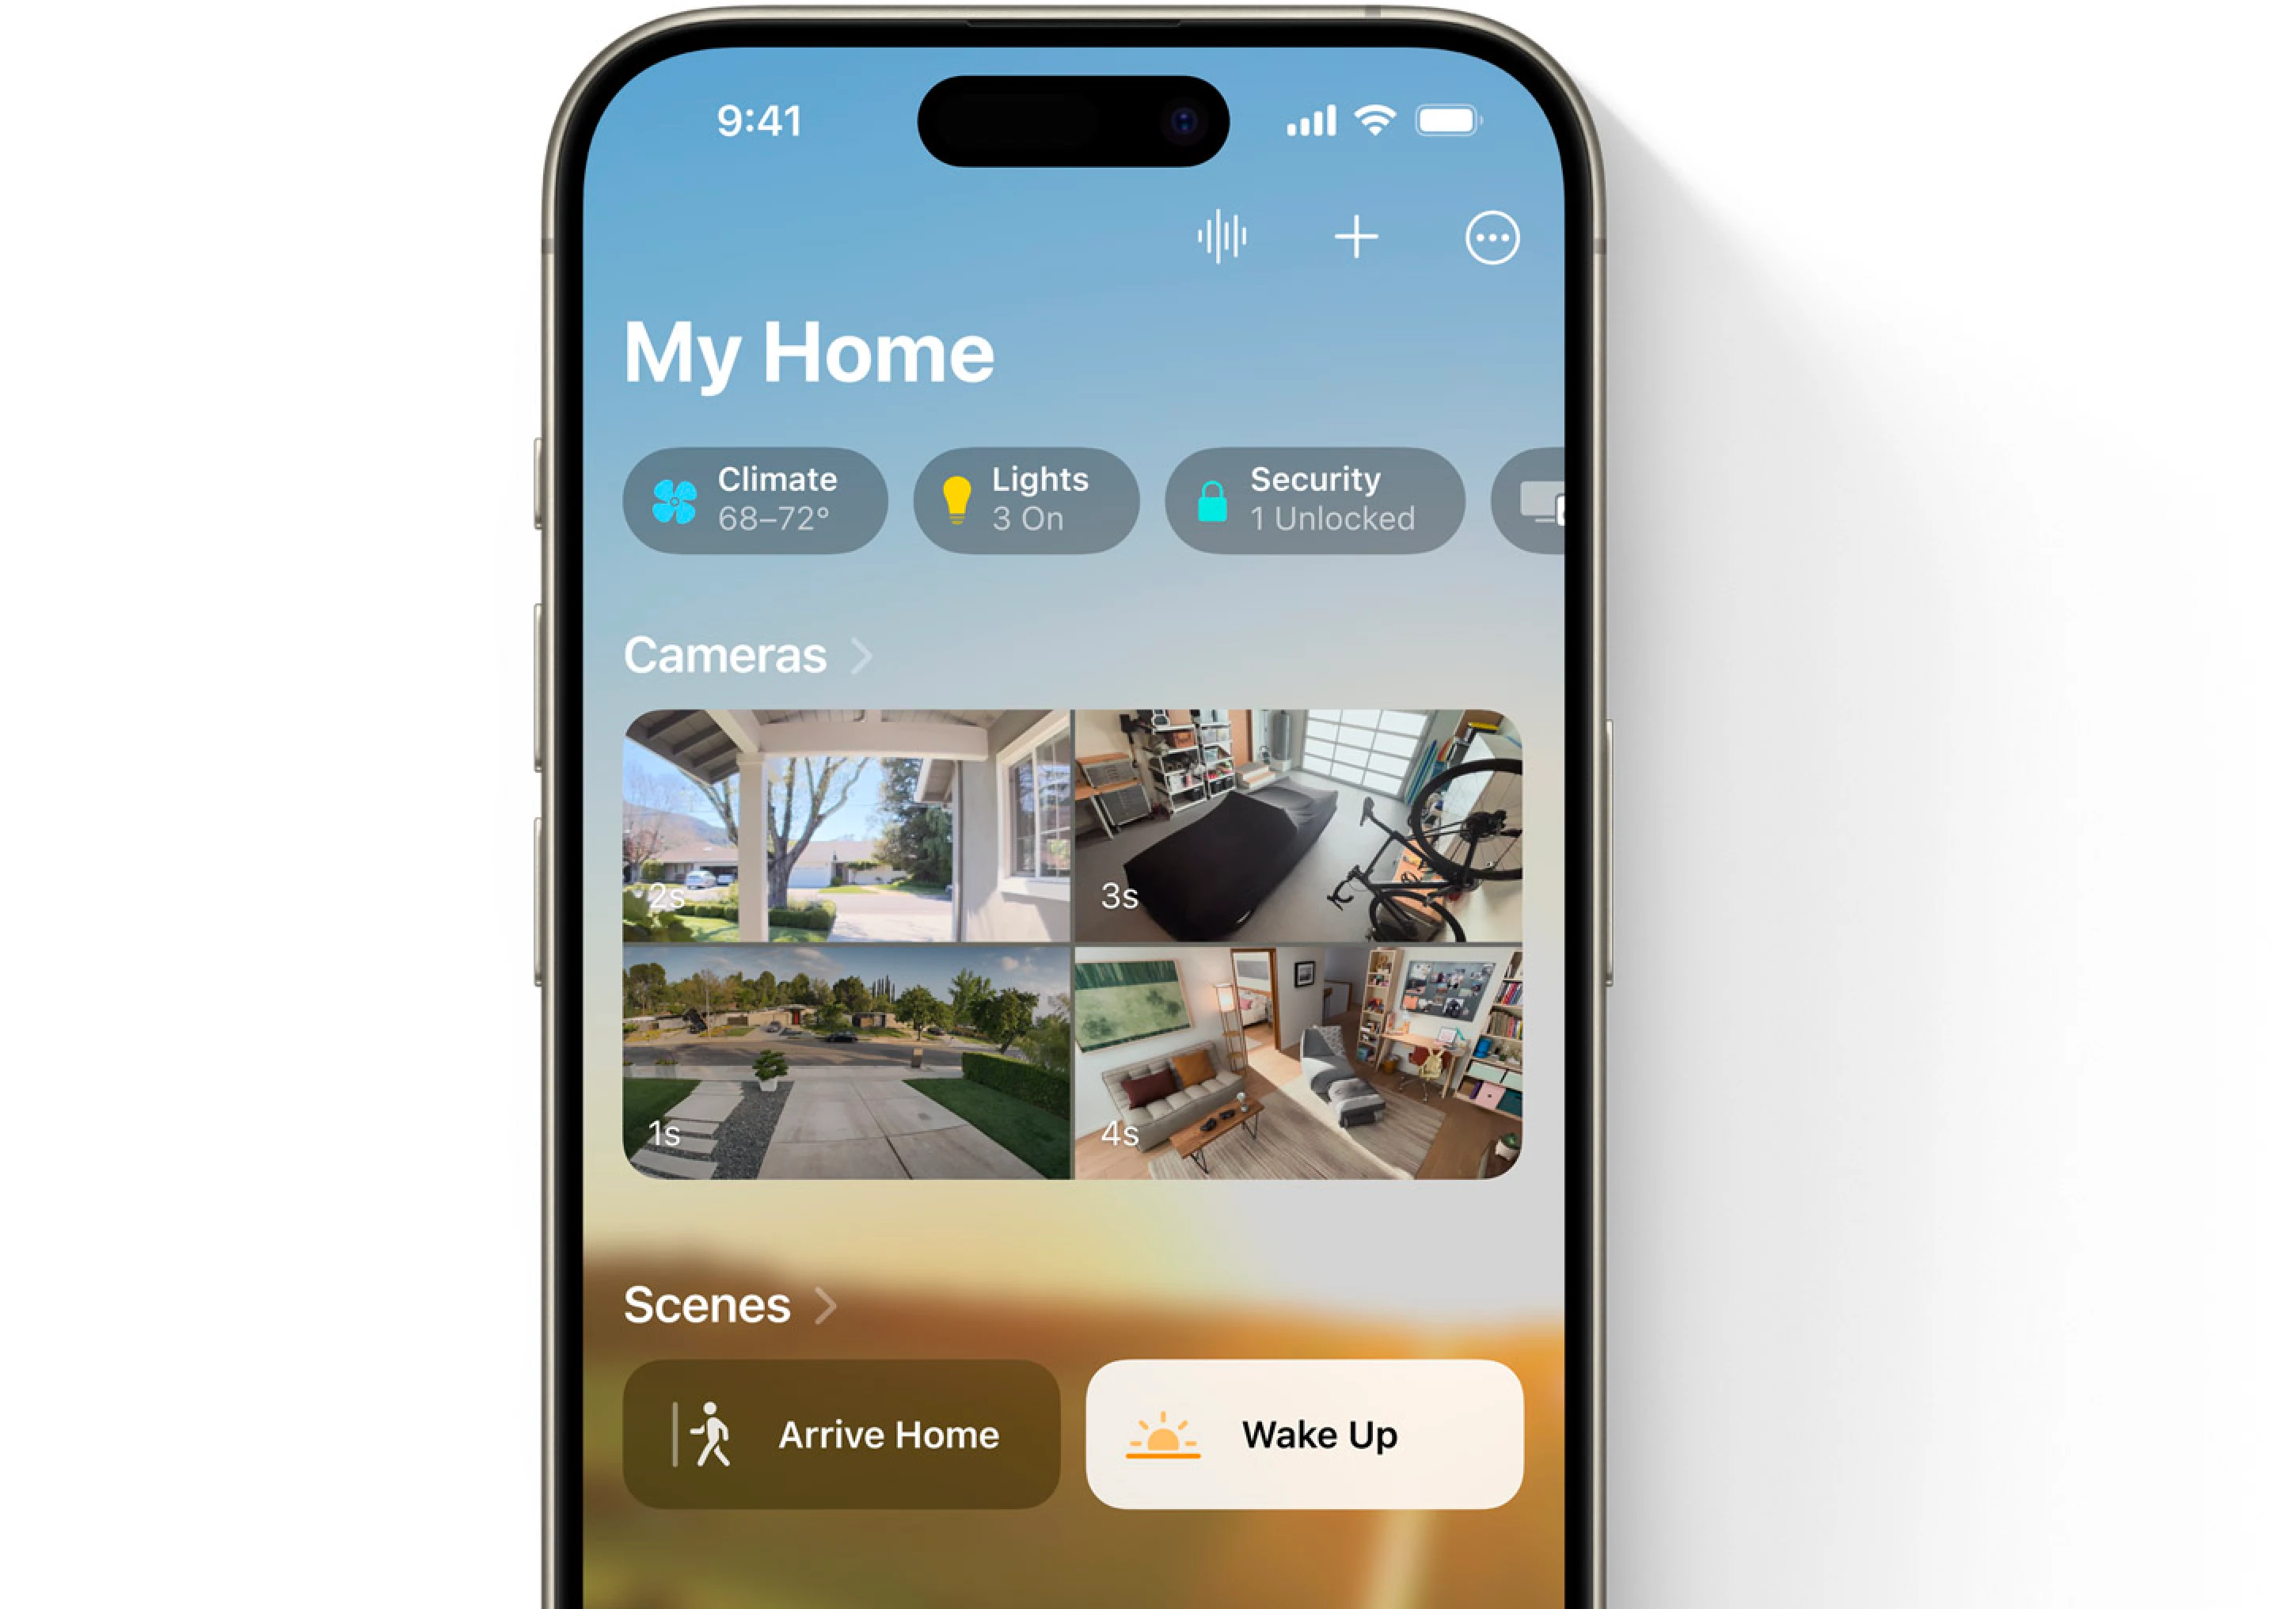 9:41
My Home
Climate
68–72°
Lights
3 On
Security
1 Unlocked
Cameras
2s
3s
1s
4s
Scenes
Arrive Home
Wake Up